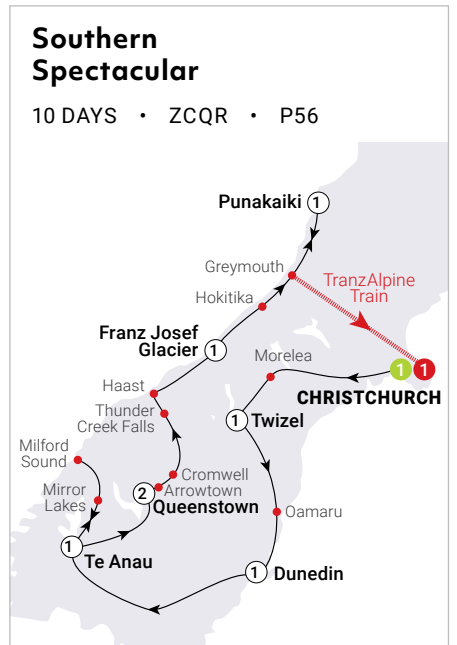 Southern
Spectacular
10 DAYS • ZCQR • P56
Punakaiki 1
Greymouth
TranzAlpine
Train
Hokitika
Franz Josef
Glacier 1
Morelea
1 1
CHRISTCHURCH
Haast
Thunder
Creek Falls
1 Twizel
Milford
Sound
Cromwell
Arrowtown
Mirror
Lakes
2 Queenstown
Oamaru
1
Te Anau
1 Dunedin